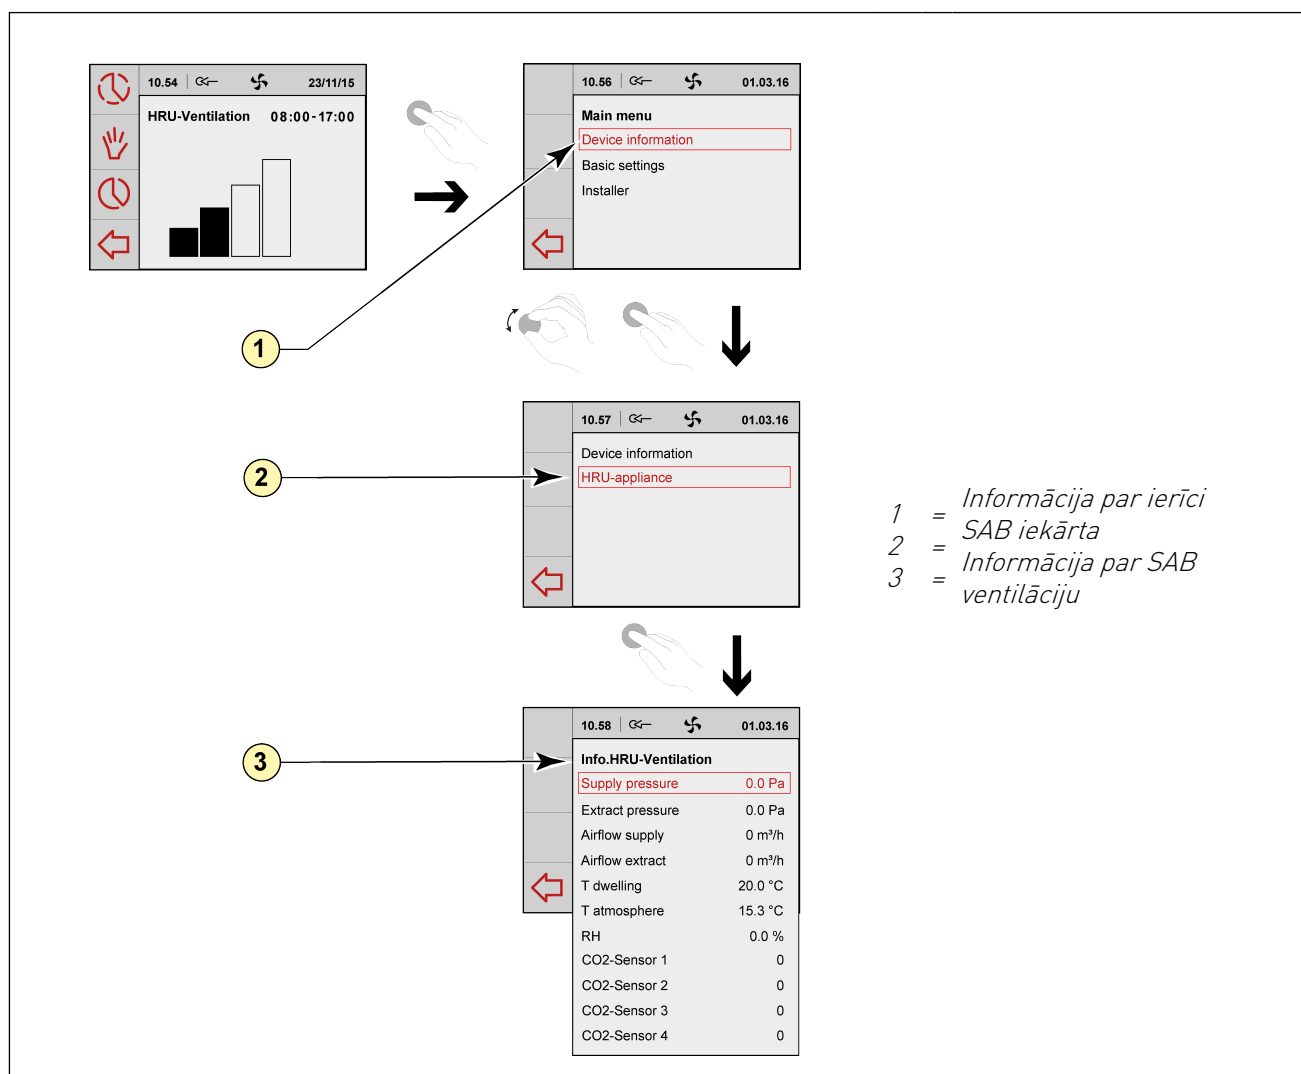 10.54 23/11/15
HRU-Ventilation 08:00-17:00
10.56 01.03.16
Main menu
Device information
Basic settings
Installer
1
10.57 01.03.16
Device information
HRU-appliance
2
1 = Informācija par ierīci
2 = SAB iekārta
3 = Informācija par SAB
ventilāciju
10.58 01.03.16
3
Info.HRU-Ventilation
Supply pressure 0.0 Pa
Extract pressure 0.0 Pa
Airflow supply 0 m³/h
Airflow extract 0 m³/h
T dwelling 20.0 °C
T atmosphere 15.3 °C
RH 0.0 %
CO2-Sensor 1 0
CO2-Sensor 2 0
CO2-Sensor 3 0
CO2-Sensor 4 0